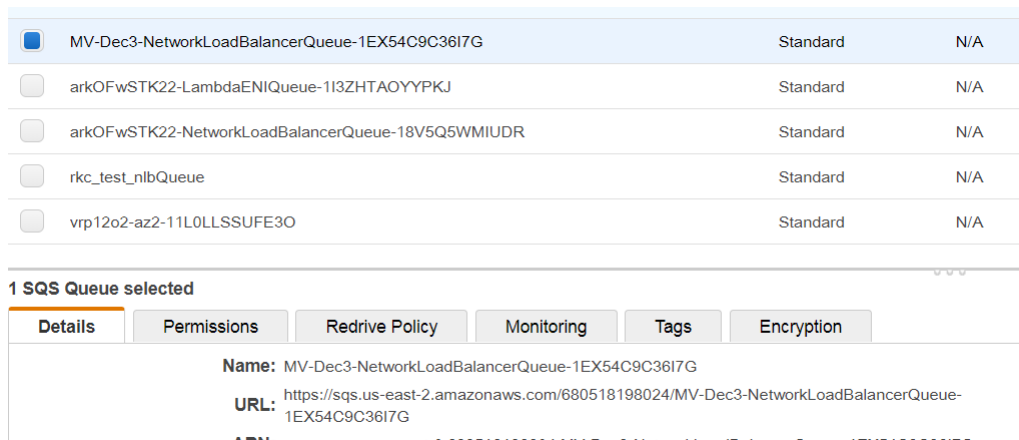 MV-Dec3-NetworkLoadBalancerQueue-1EX54C9C36I7G Standard N/A
arkOFwSTK22-LambdaENIQueue-1I3ZHTAOYYPKJ Standard N/A
arkOFwSTK22-NetworkLoadBalancerQueue-18V5Q5WMIUDR Standard N/A
rkc_test_nlbQueue Standard N/A
vrp12o2-az2-11L0LLSSUFE3O Standard N/A
1 SQS Queue selected
Details Permissions Redrive Policy Monitoring Tags Encryption
Name: MV-Dec3-NetworkLoadBalancerQueue-1EX54C9C36I7G
URL: https://sqs.us-east-2.amazonaws.com/680518198024/MV-Dec3-NetworkLoadBalancerQueue-
1EX54C9C36I7G